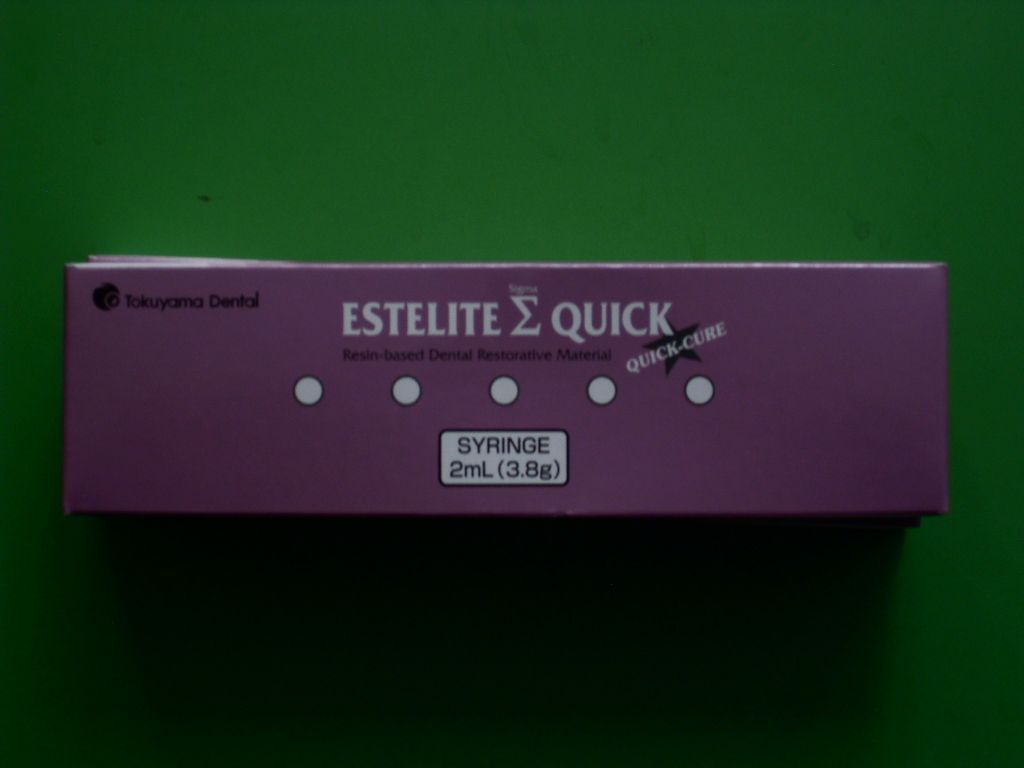 Tokuyama Dental
Sigma
ESTELITE Σ QUICK
Resin-based Dental Restorative Material
QUICK-CURE
SYRINGE
2mL (3.8g)